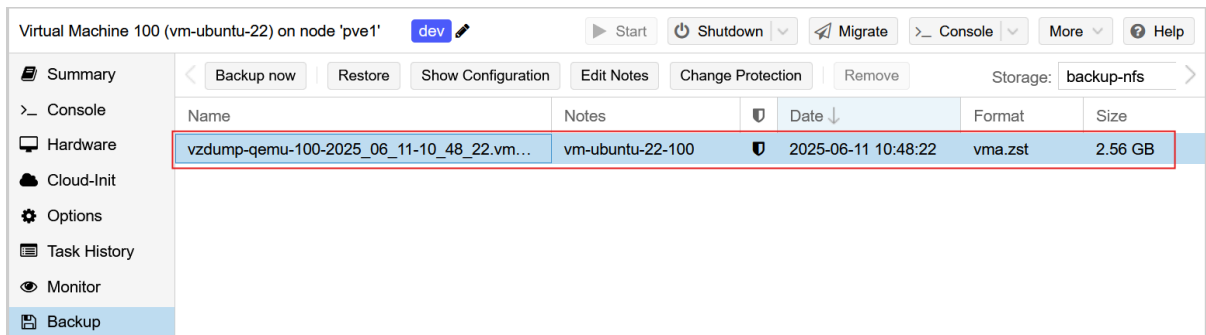 Virtual Machine 100 (vm-ubuntu-22) on node 'pve1' dev Start Shutdown Migrate >_ Console More Help
Summary
Backup now Restore Show Configuration Edit Notes Change Protection Remove Storage: backup-nfs
>_ Console
Name Notes Date ↓ Format Size
Hardware
vzdump-qemu-100-2025_06_11-10_48_22.vm... vm-ubuntu-22-100 2025-06-11 10:48:22 vma.zst 2.56 GB
Cloud-Init
Options
Task History
Monitor
Backup